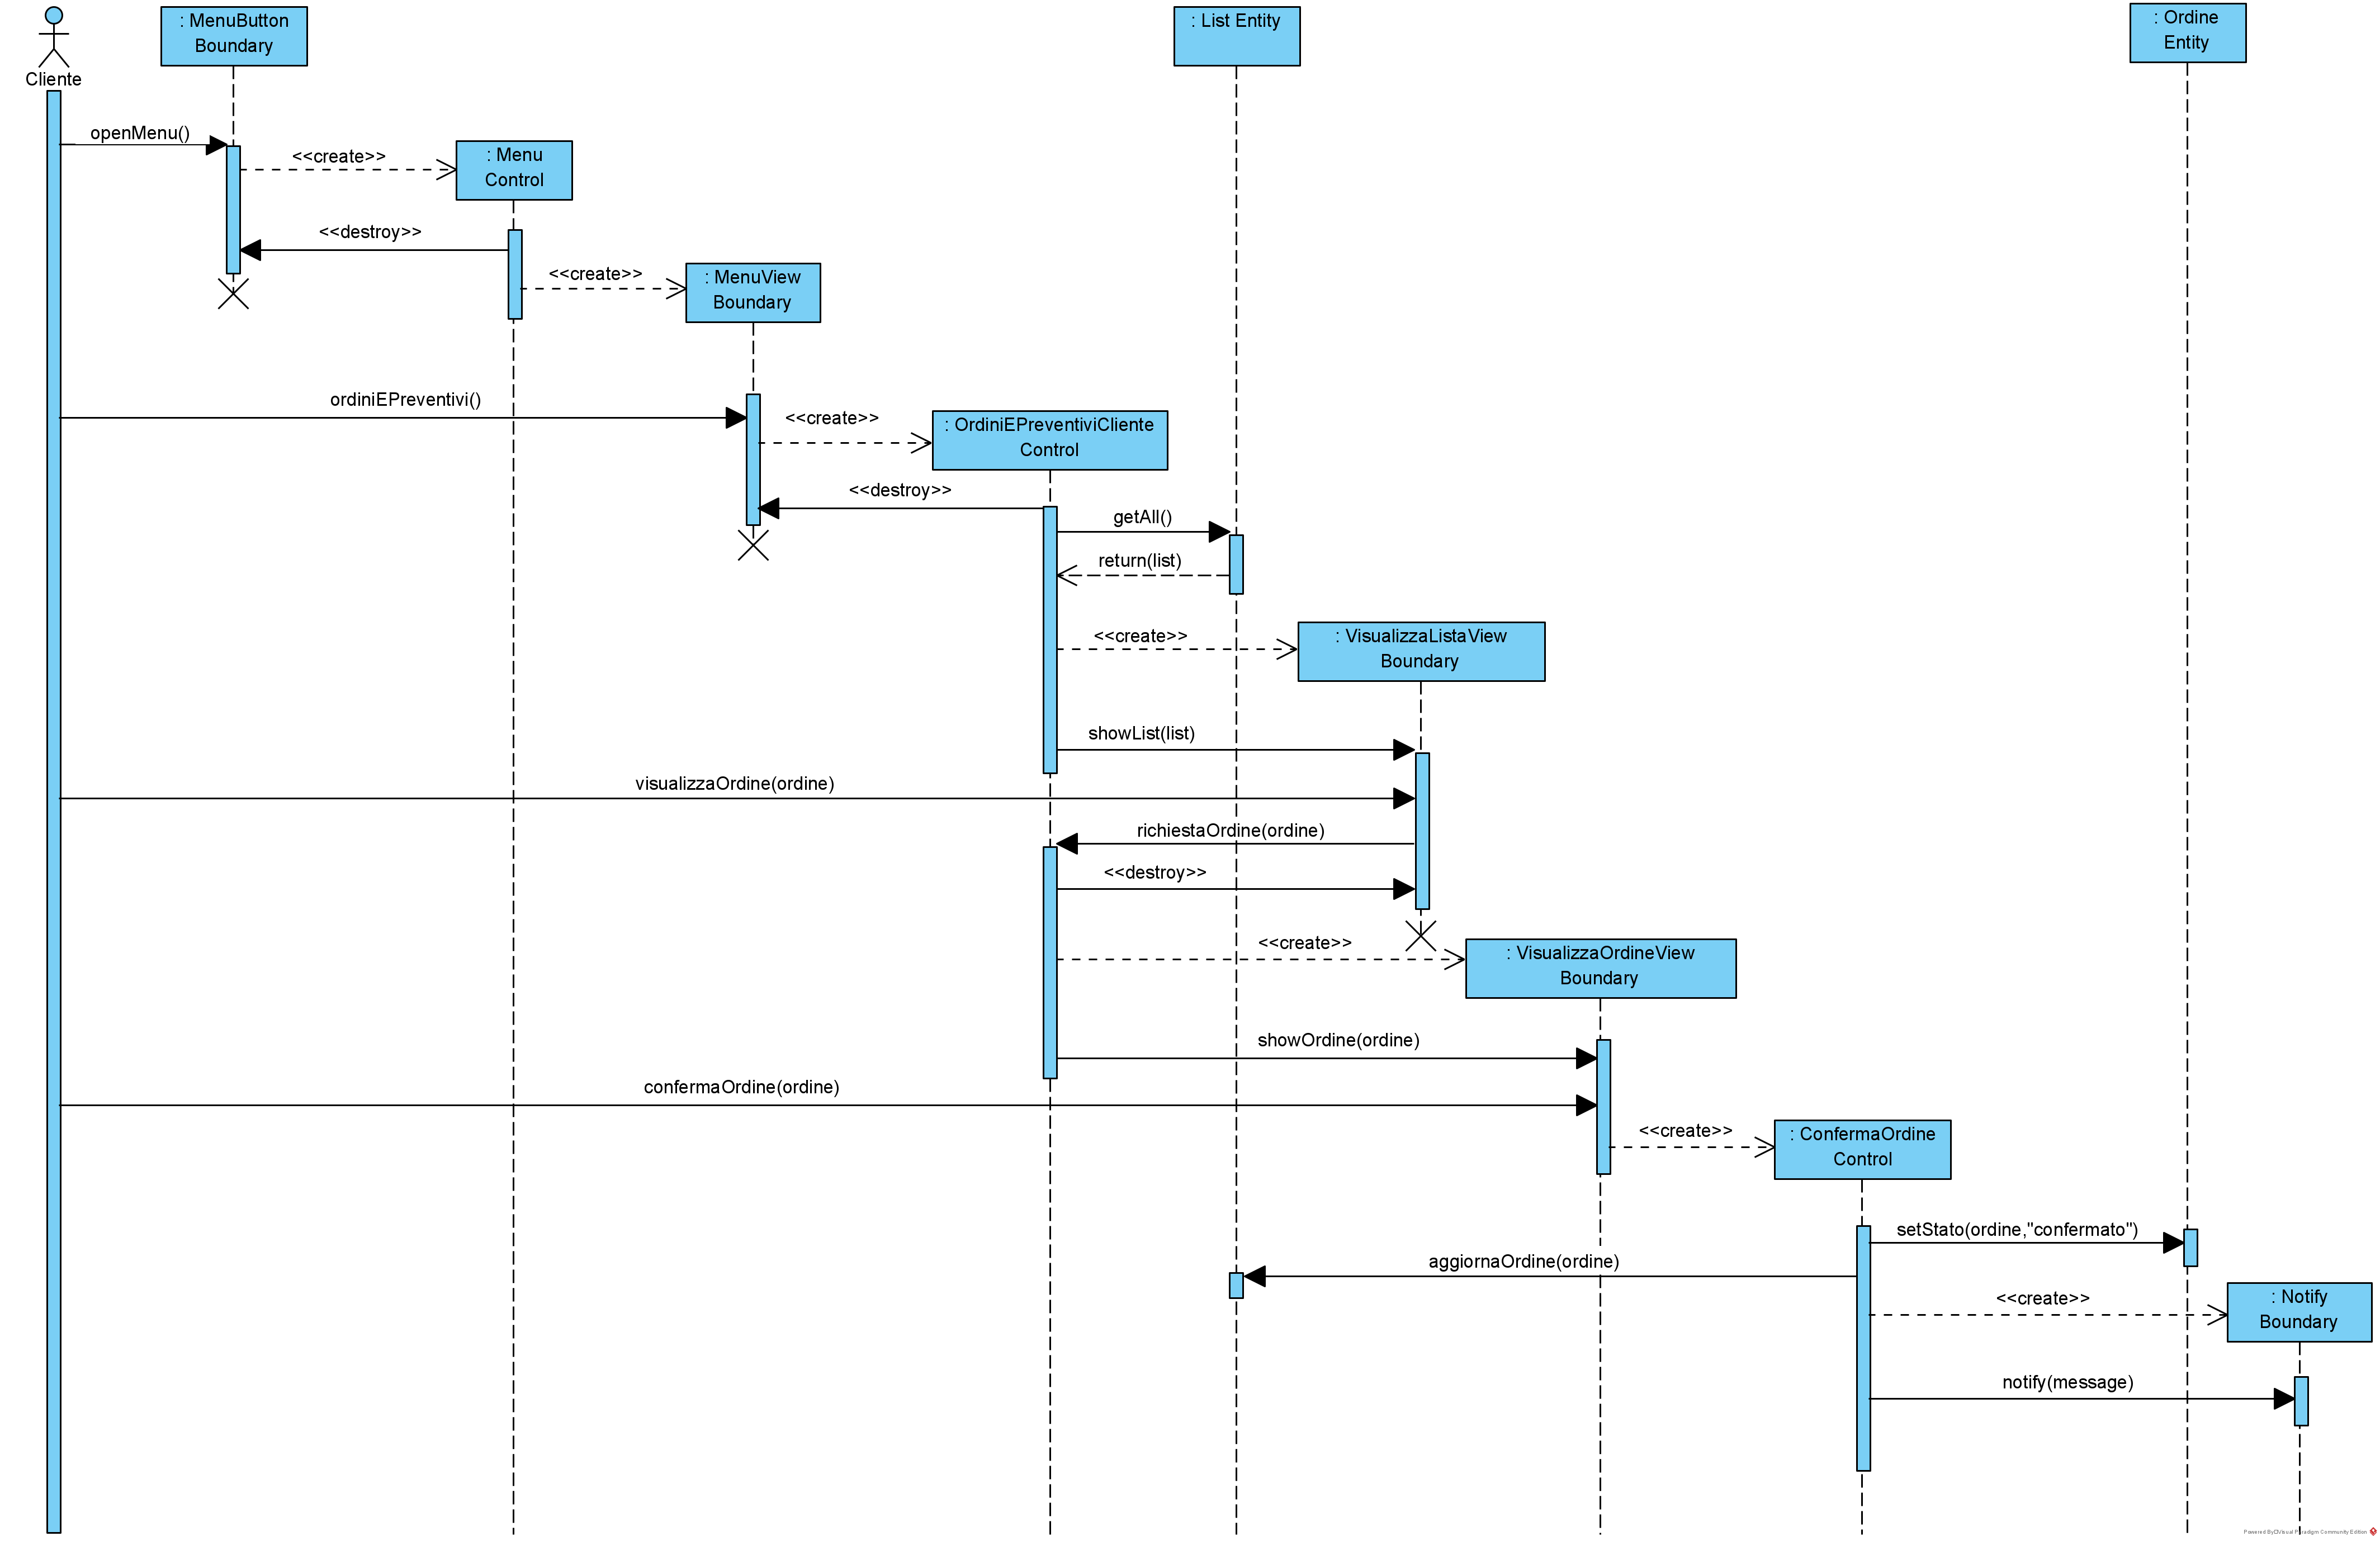 : MenuButton
Boundary
: List Entity
: Ordine
Entity
Cliente
openMenu()
<<create>>
: Menu
Control
<<destroy>>
<<create>>
: MenuView
Boundary
ordiniEPreventivi()
<<create>>
: OrdiniEPreventiviCliente
Control
<<destroy>>
getAll()
return(list)
<<create>>
: VisualizzaListaView
Boundary
showList(list)
visualizzaOrdine(ordine)
richiestaOrdine(ordine)
<<destroy>>
<<create>>
: VisualizzaOrdineView
Boundary
showOrdine(ordine)
confermaOrdine(ordine)
<<create>>
: ConfermaOrdine
Control
setStato(ordine,"confermato")
aggiornaOrdine(ordine)
<<create>>
: Notify
Boundary
notify(message)
Powered By Visual Paradigm Community Edition